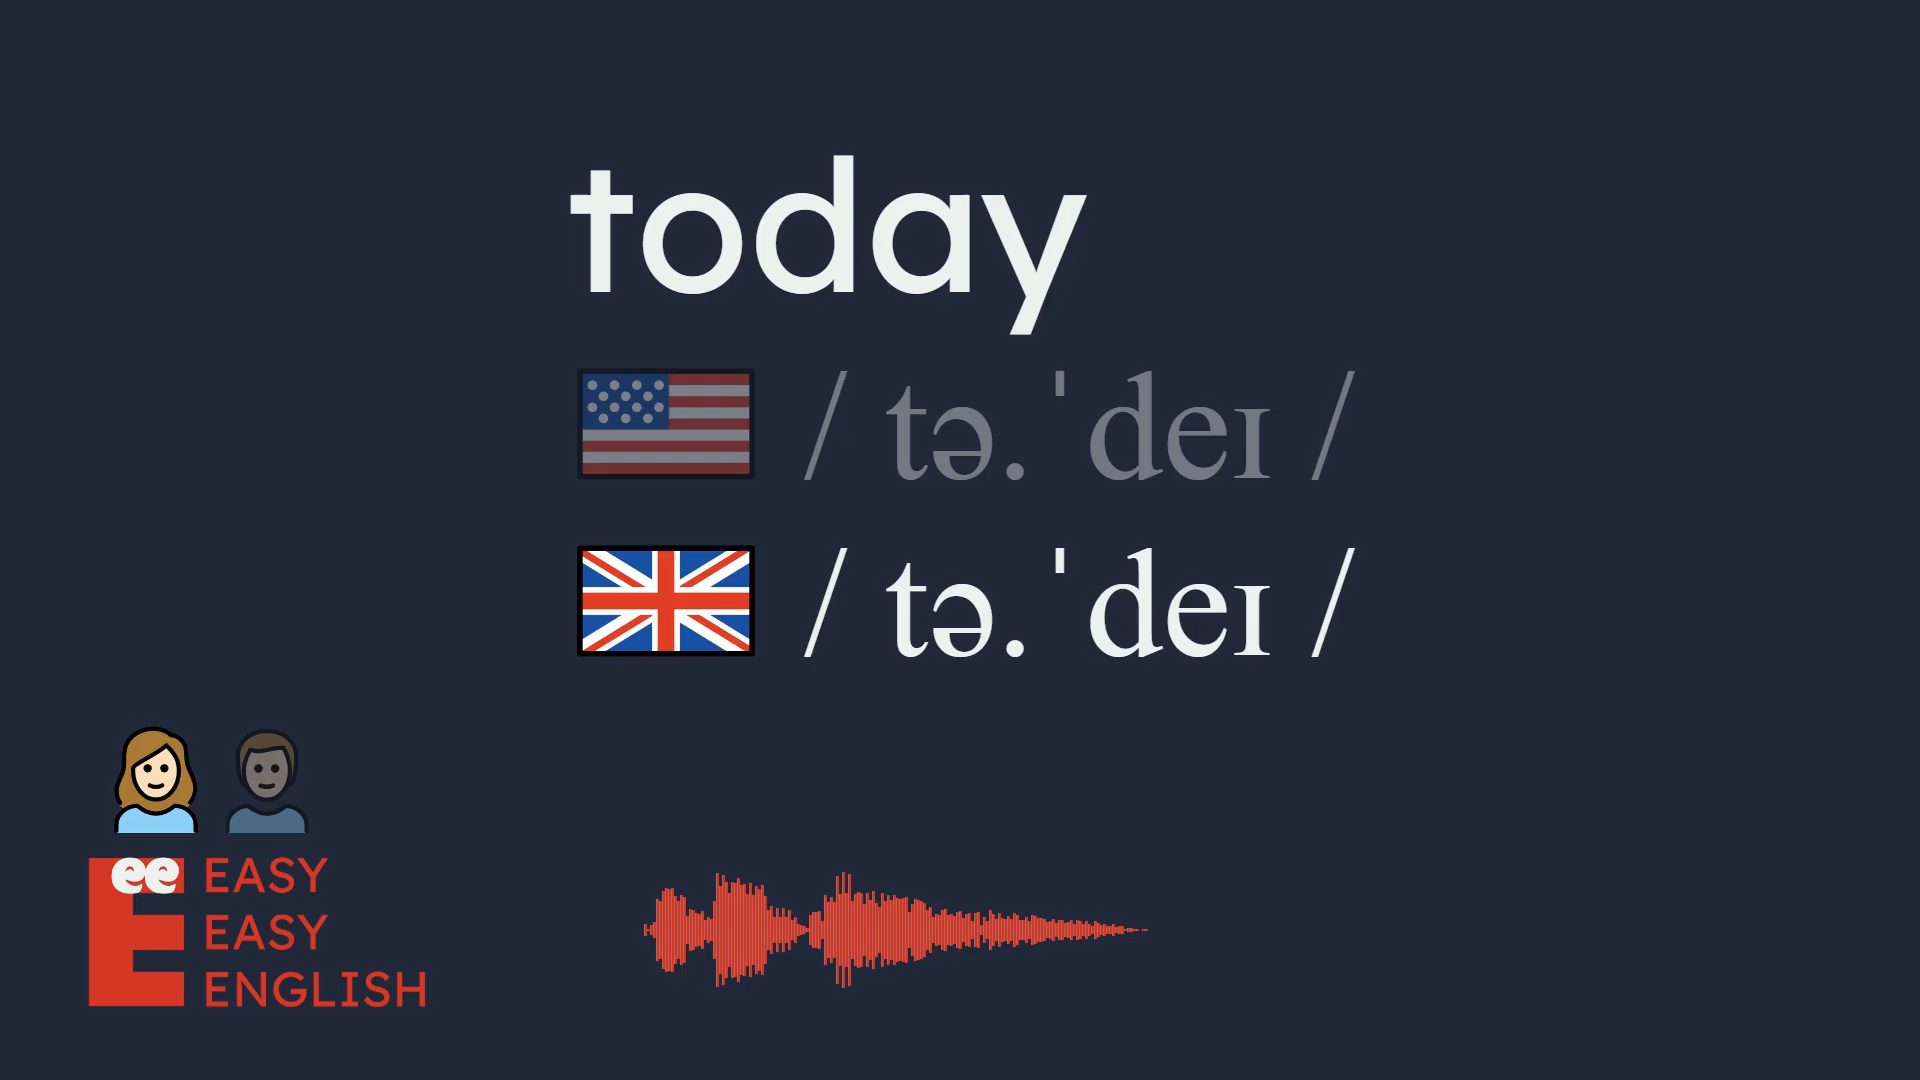 today
/ tə.ˈdeɪ /
/ tə.ˈdeɪ /
ee
EASY
EASY
ENGLISH